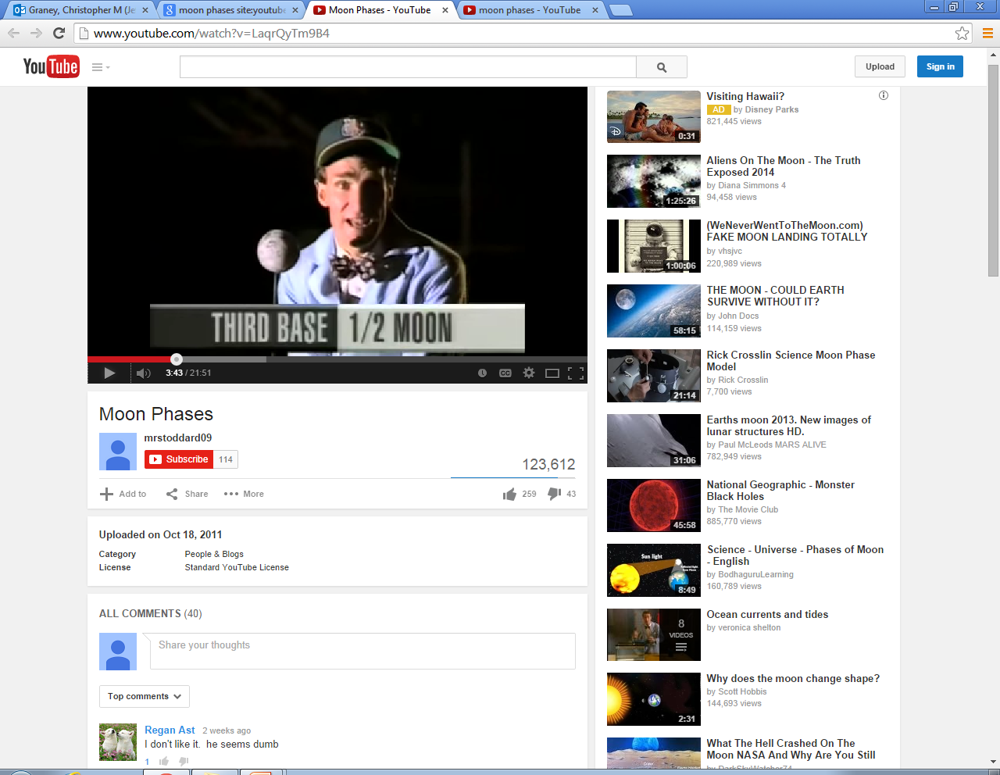 Graney, Christopher M (Je
moon phases site:youtube
Moon Phases - YouTube
moon phases - YouTube
www.youtube.com/watch?v=LaqrQyTm9B4
YouTube
Upload
Sign in
THIRD BASE 1/2 MOON
3:43 / 21:51
CC
Moon Phases
mrstoddard09
Subscribe 114
123,612
Add to
Share
More
259
43
Uploaded on Oct 18, 2011
Category People & Blogs
License Standard YouTube License
ALL COMMENTS (40)
Share your thoughts
Top comments
Regan Ast 2 weeks ago
I don't like it. he seems dumb
1
Visiting Hawaii?
AD by Disney Parks
821,445 views
0:31
Aliens On The Moon - The Truth
Exposed 2014
by Diana Simmons 4
94,458 views
1:25:26
(WeNeverWentToTheMoon.com)
FAKE MOON LANDING TOTALLY
by vhsjvc
220,989 views
1:00:06
THE MOON - COULD EARTH
SURVIVE WITHOUT IT?
by John Docs
114,159 views
58:15
Rick Crosslin Science Moon Phase
Model
by Rick Crosslin
7,700 views
21:14
Earths moon 2013. New images of
lunar structures HD.
by Paul McLeods MARS ALIVE
782,949 views
31:06
National Geographic - Monster
Black Holes
by The Movie Club
885,770 views
45:58
Science - Universe - Phases of Moon
- English
by BodhaguruLearning
160,789 views
Sun light
8:49
Ocean currents and tides
by veronica shelton
8
VIDEOS
Why does the moon change shape?
by Scott Hobbis
144,693 views
2:31
What The Hell Crashed On The
Moon NASA And Why Are You Still
by DarkSkyWatcher74